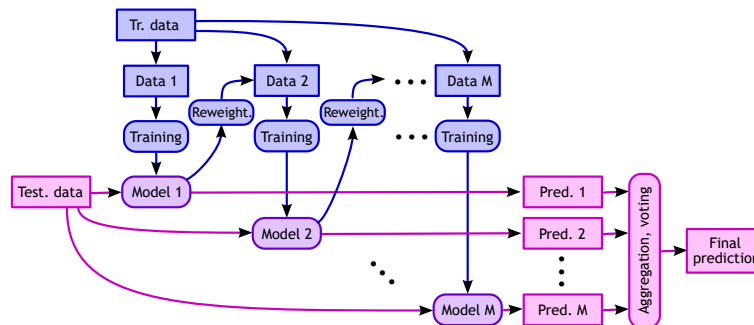 Tr. data
Data 1
Data 2
Data M
Reweight.
Reweight.
Training
Training
Training
Test. data
Model 1
Pred. 1
Model 2
Pred. 2
Model M
Pred. M
Aggregation, voting
Final
prediction